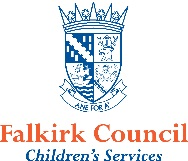 ANE FOR A'
Falkirk Council
Children's Services